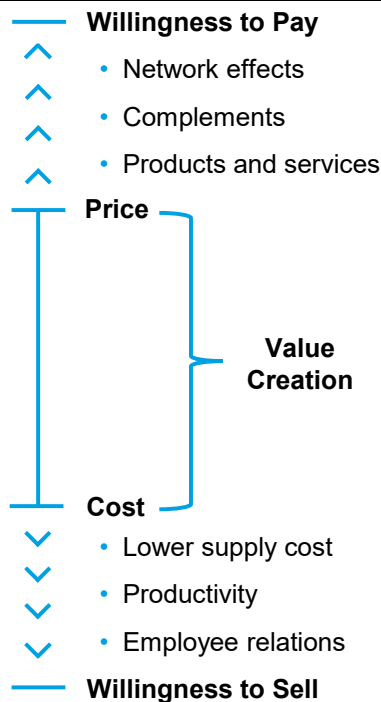 Willingness to Pay
• Network effects
• Complements
• Products and services
Price
Value
Creation
Cost
• Lower supply cost
• Productivity
• Employee relations
Willingness to Sell